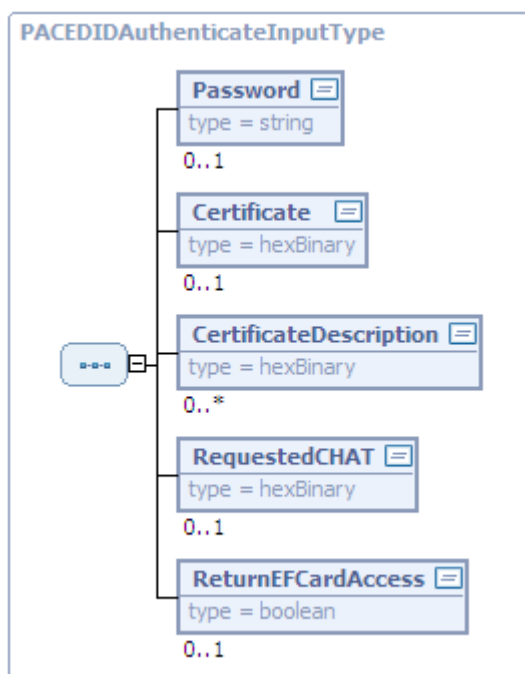 PACEDIDAuthenticateInputType
Password
type = string
0..1
Certificate
type = hexBinary
0..1
CertificateDescription
type = hexBinary
0..*
RequestedCHAT
type = hexBinary
0..1
ReturnEFCardAccess
type = boolean
0..1